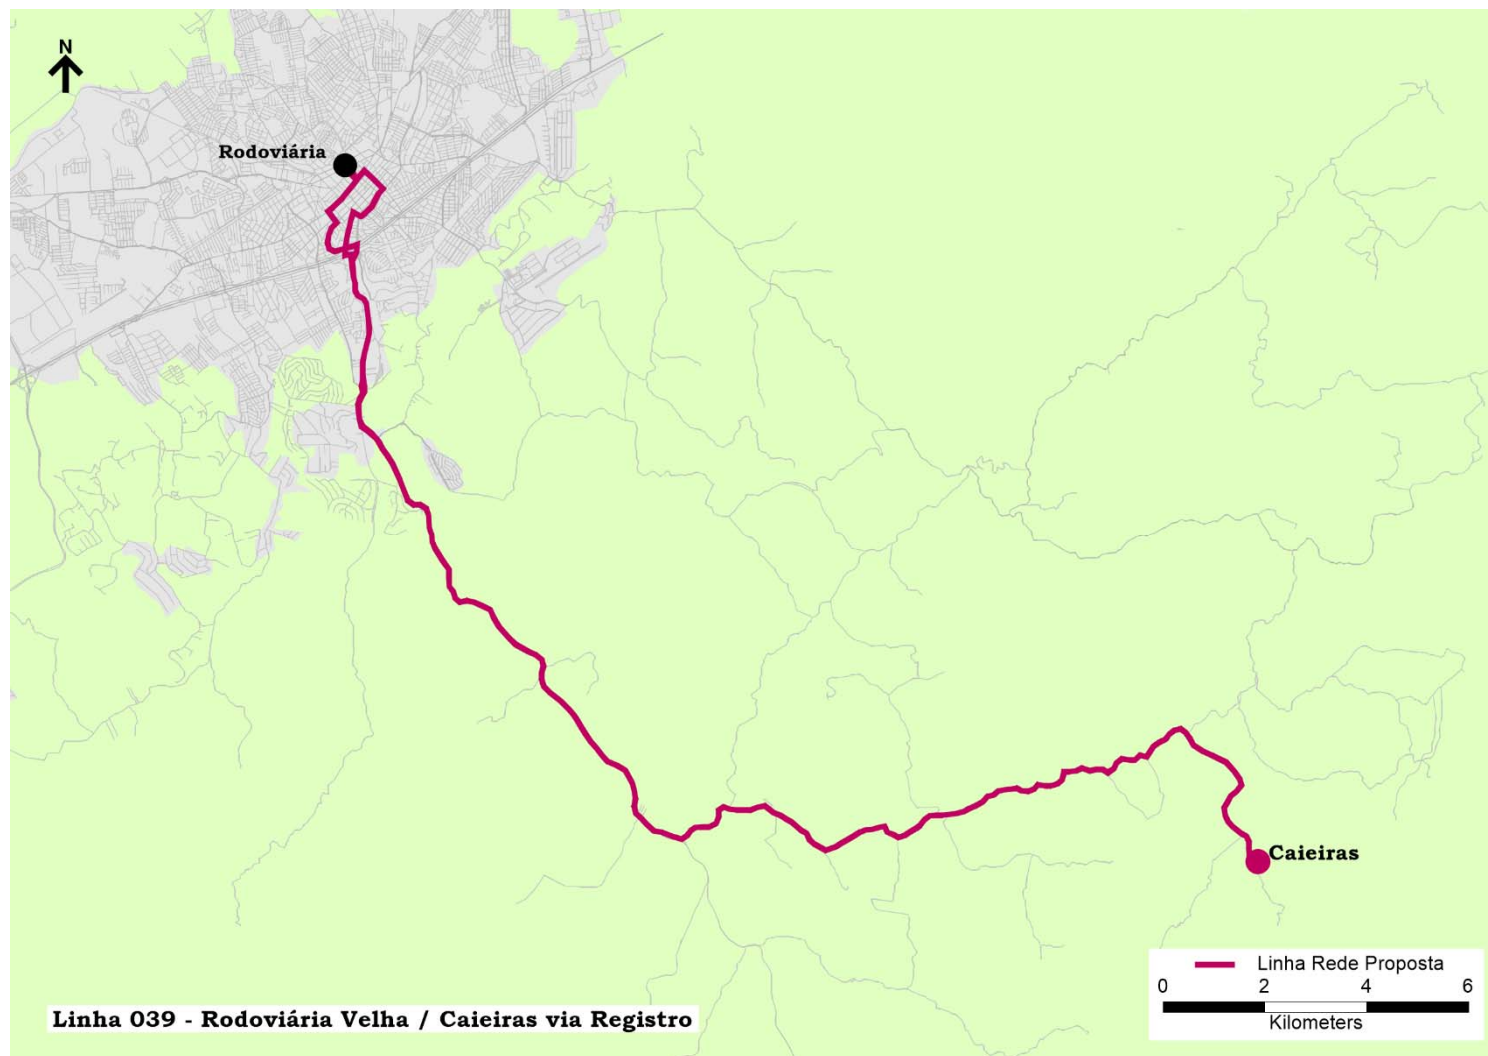 N
Rodoviária
Caieiras
Linha Rede Proposta
0 2 4 6
Kilometers
Linha 039 - Rodoviária Velha / Caieiras via Registro